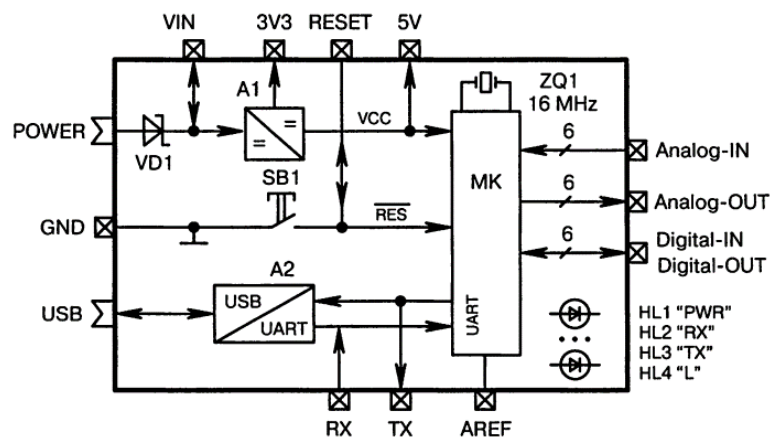 VIN 3V3 RESET 5V
A1
ZQ1
16 MHz
POWER
VCC
VD1
=
=
SB1
MK
6
Analog-IN
6
Analog-OUT
GND
RES
6
Digital-IN
Digital-OUT
A2
USB
USB
UART
UART
HL1 "PWR"
HL2 "RX"
HL3 "TX"
HL4 "L"
RX TX AREF